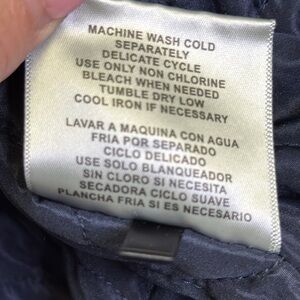 MACHINE WASH COLD
SEPARATELY
DELICATE CYCLE
USE ONLY NON CHLORINE
BLEACH WHEN NEEDED
TUMBLE DRY LOW
COOL IRON IF NECESSARY
LAVAR A MAQUINA CON AGUA
FRIA POR SEPARADO
CICLO DELICADO
USE SOLO BLANQUEADOR
SIN CLORO SI NECESITA
SECADORA CICLO SUAVE
PLANCHA FRIA SI ES NECESARIO